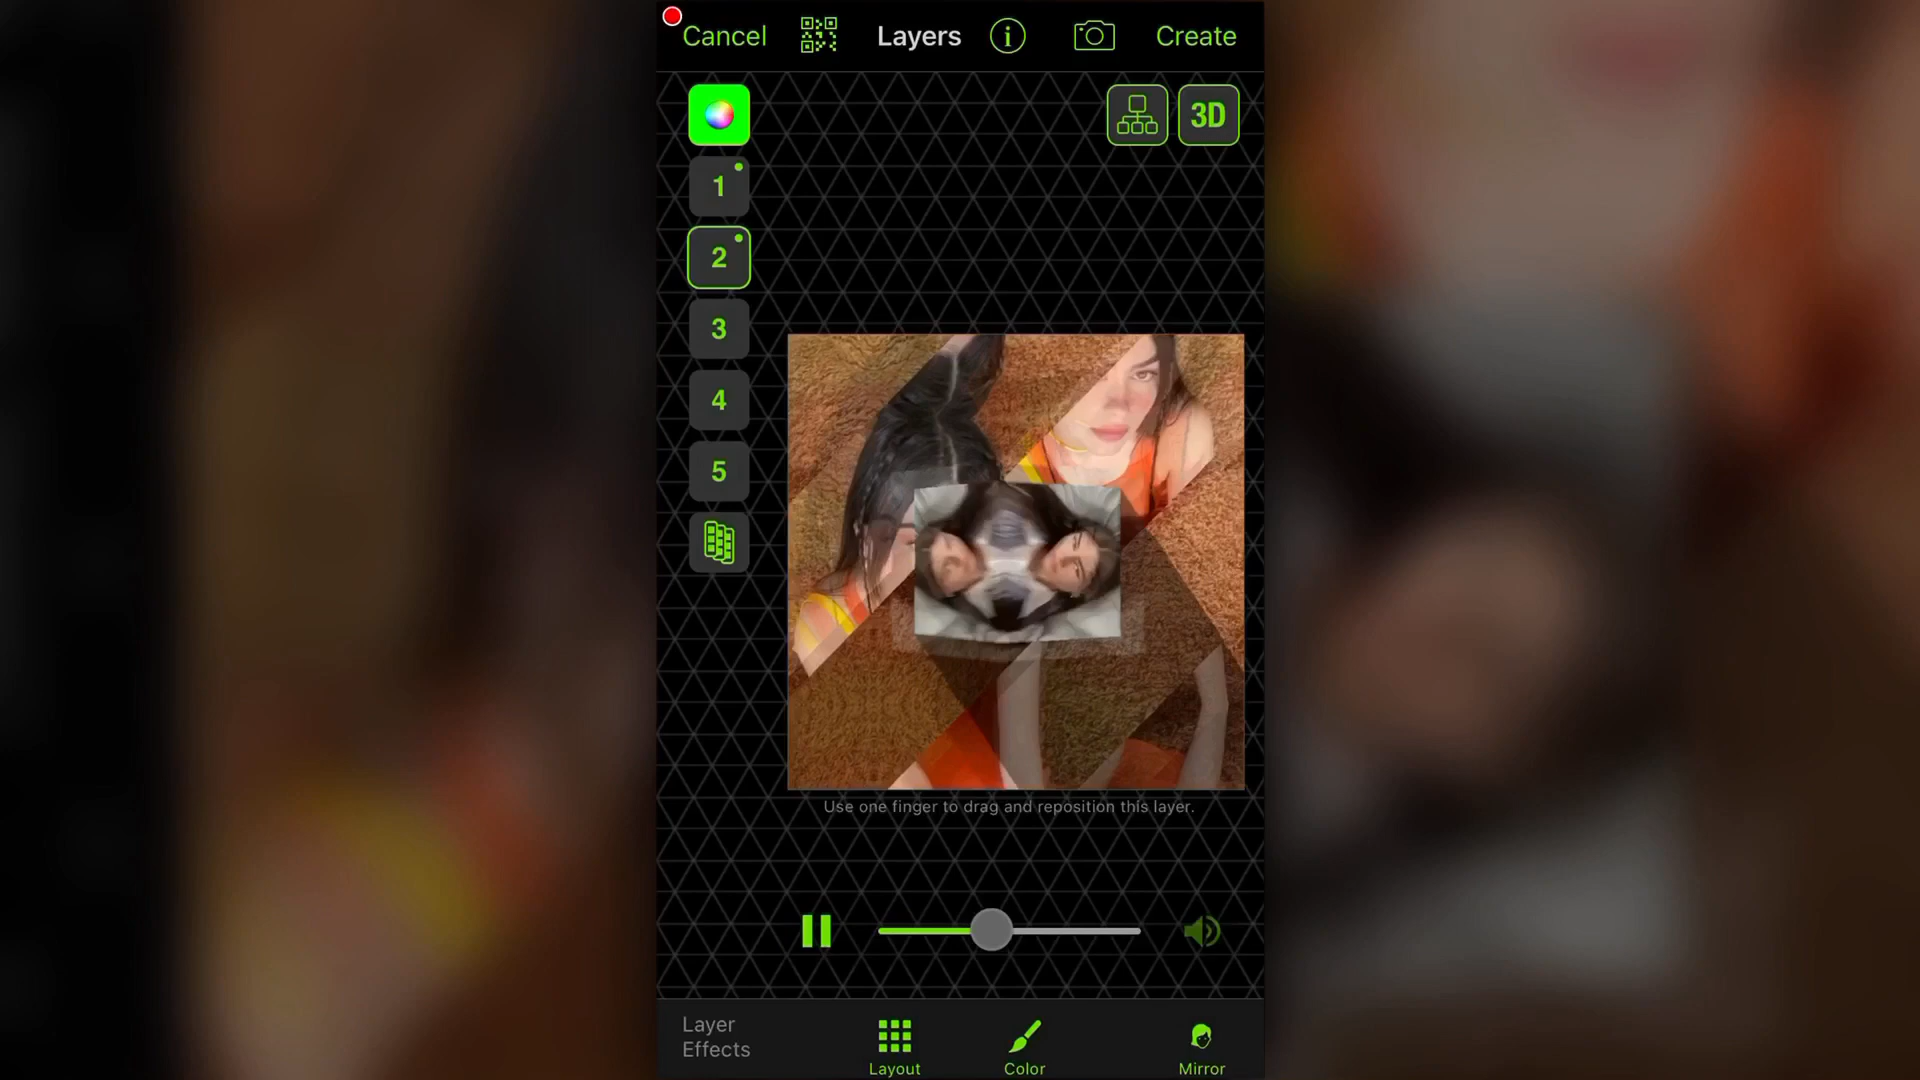 Cancel
Layers
Create
3D
1
2
3
4
5
Use one finger to drag and reposition this layer.
Layer
Effects
Layout
Color
Mirror